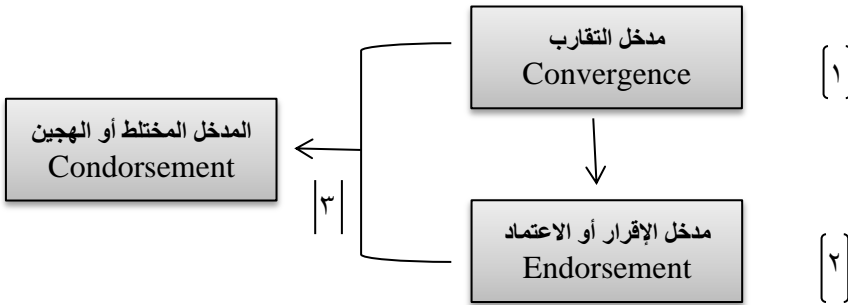 مدخل التقارب
Convergence
[١]
المدخل المختلط أو الهجين
Condorsement
|٣|
مدخل الإقرار أو الاعتماد
Endorsement
[٢]